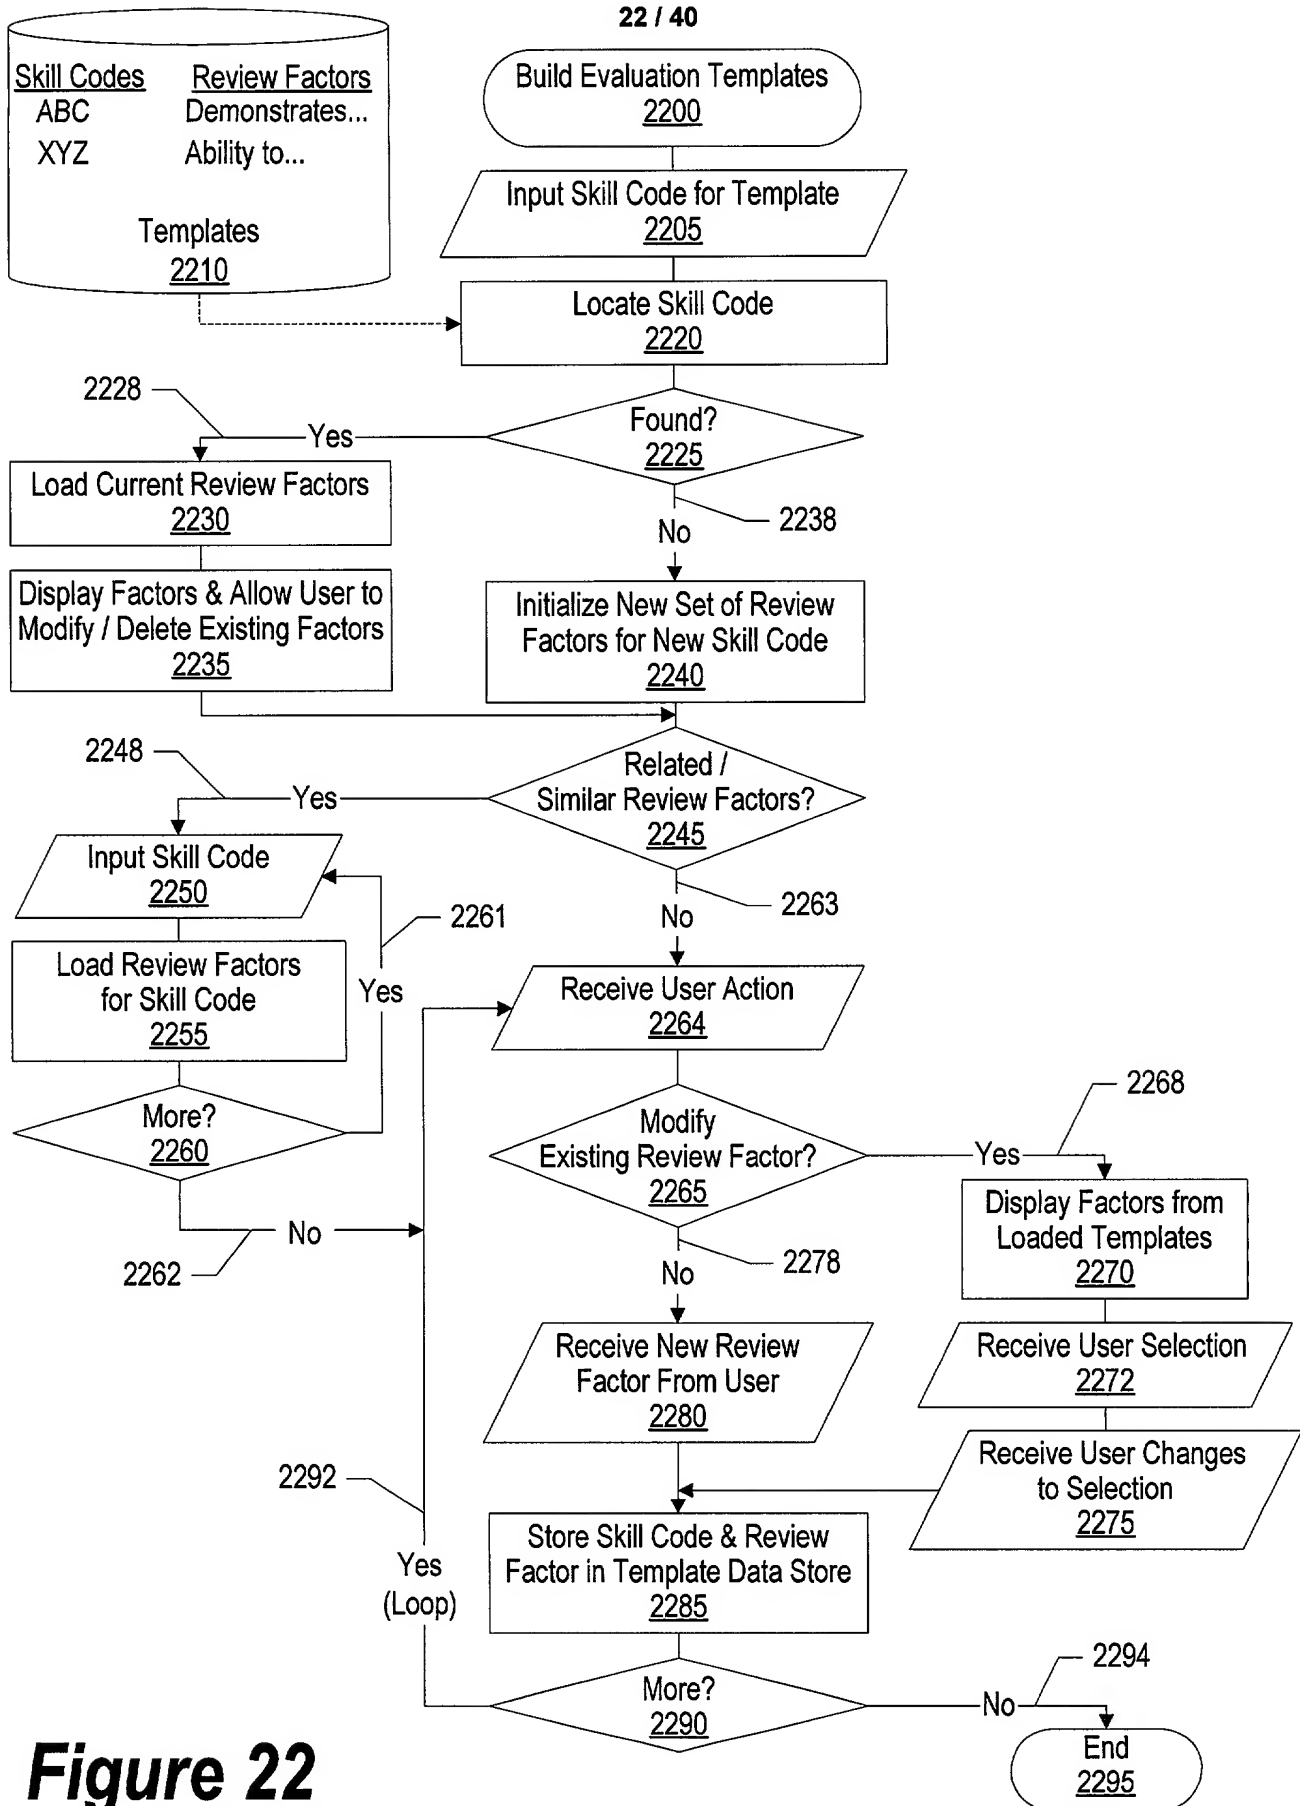 22 / 40
Skill Codes Review Factors
ABC Demonstrates...
XYZ Ability to...
Templates
2210
Build Evaluation Templates
2200
Input Skill Code for Template
2205
Locate Skill Code
2220
Found?
2225
2228
Yes
Load Current Review Factors
2230
Display Factors & Allow User to
Modify / Delete Existing Factors
2235
2238
No
Initialize New Set of Review
Factors for New Skill Code
2240
Related /
Similar Review Factors?
2245
2248
Yes
Input Skill Code
2250
Load Review Factors
for Skill Code
2255
More?
2260
2261
Yes
No
2262
2263
No
Receive User Action
2264
Modify
Existing Review Factor?
2265
2268
Yes
Display Factors from
Loaded Templates
2270
Receive User Selection
2272
Receive User Changes
to Selection
2275
2278
No
Receive New Review
Factor From User
2280
Store Skill Code & Review
Factor in Template Data Store
2285
More?
2290
2292
Yes
(Loop)
2294
No
End
2295
Figure 22